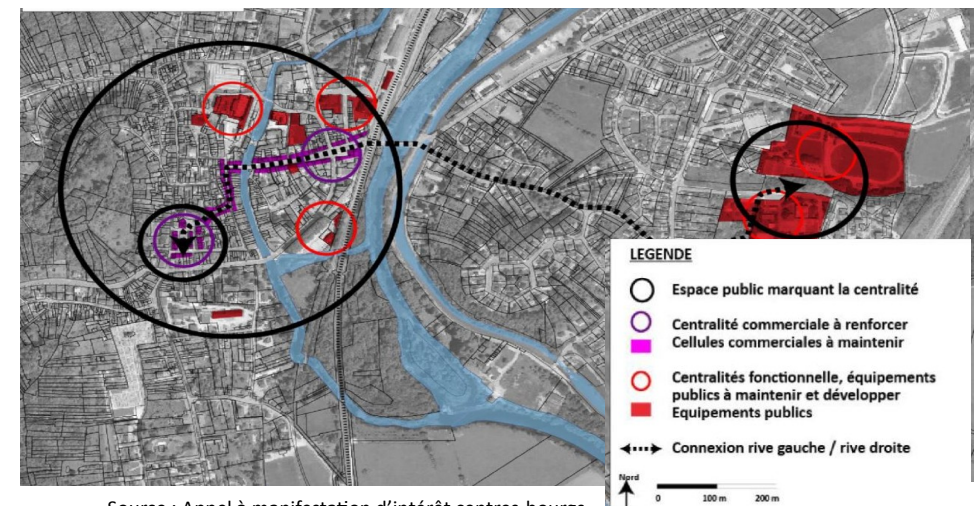 LEGENDE
Espace public marquant la centralité
Centralité commerciale à renforcer
Cellules commerciales à maintenir
Centralités fonctionnelle, équipements
publics à maintenir et développer
Equipements publics
Connexion rive gauche / rive droite
Nord
0 100 m 200 m
Source : Appel à manifestation d'intérêt centres-bourgs